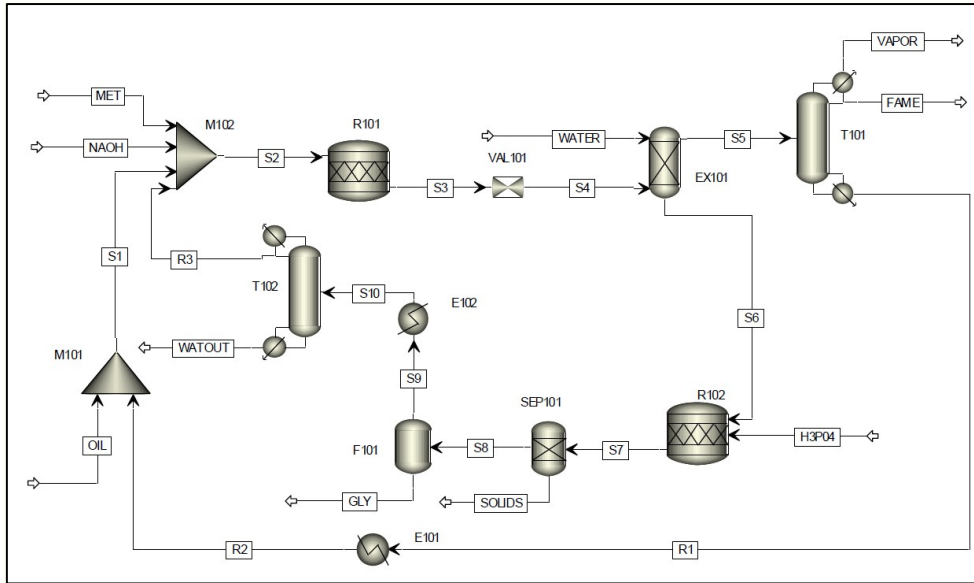 VAPOR
MET
FAME
M102
R101
T101
WATER
S5
NAOH
VAL101
S2
EX101
S3
S4
S1
R3
T102
S10
E102
S6
M101
WATOUT
S9
SEP101
R102
F101
S8
S7
H3P04
OIL
GLY
SOLIDS
E101
R2
R1